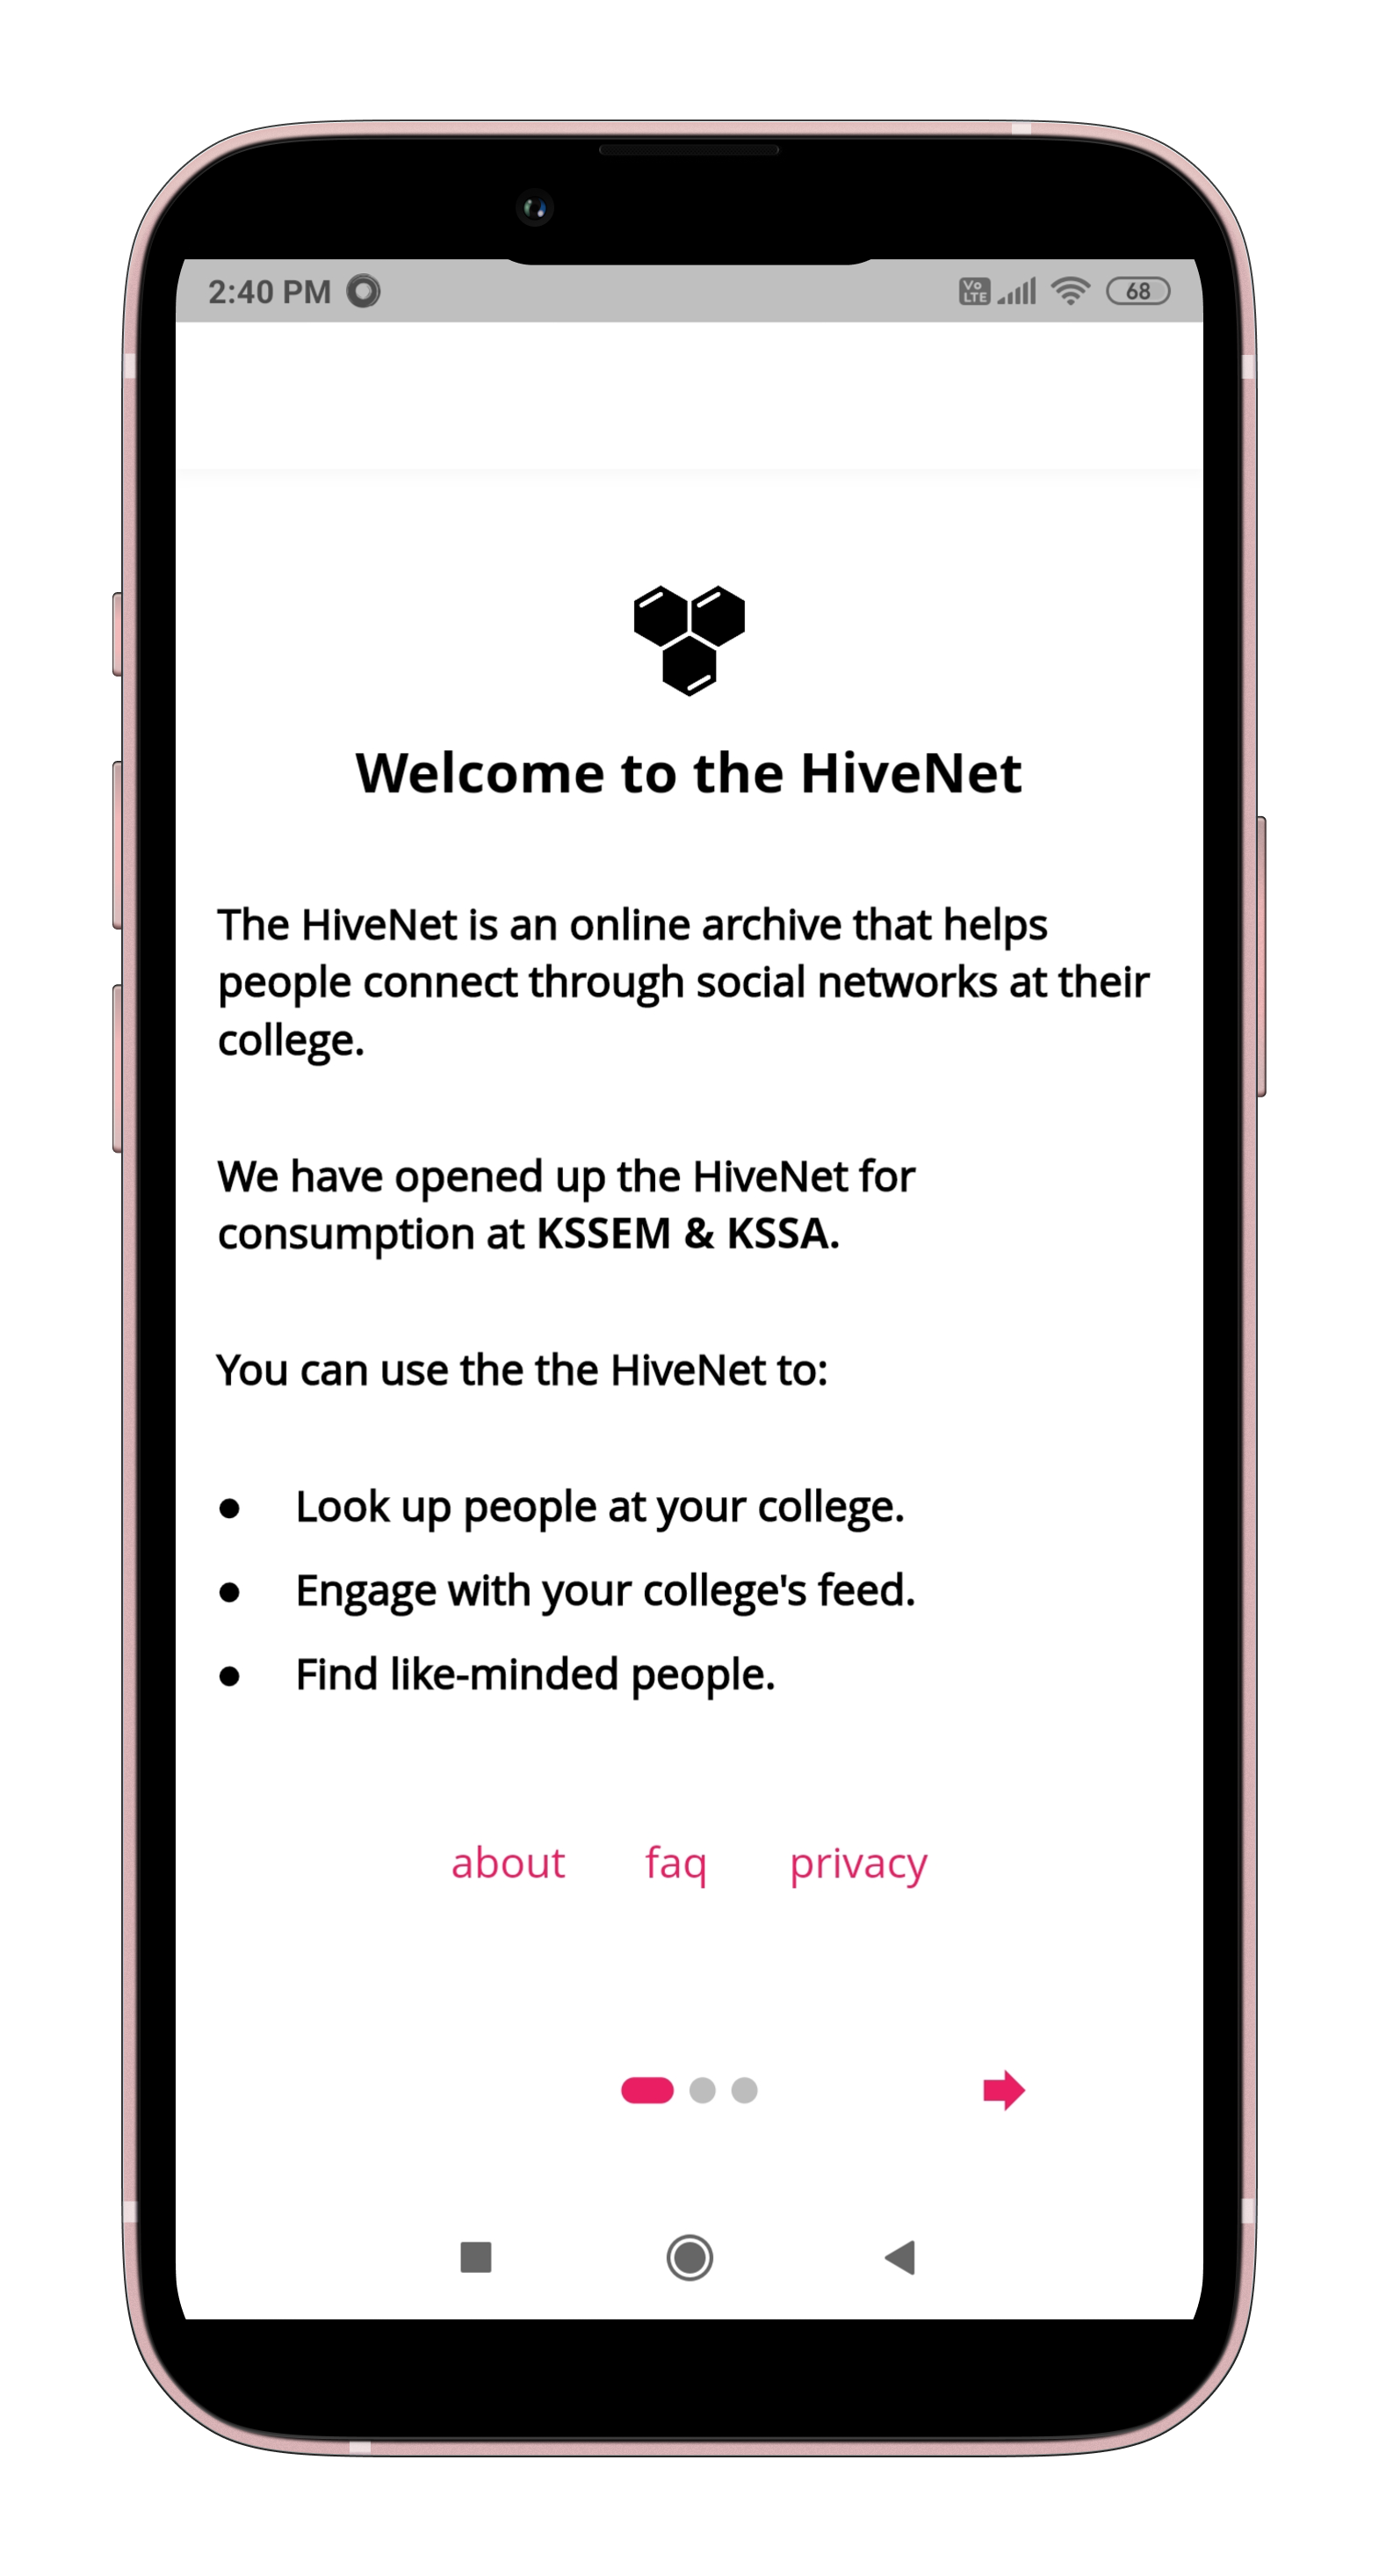 2:40 PM
Vo LTE
68
Welcome to the HiveNet
The HiveNet is an online archive that helps
people connect through social networks at their
college.
We have opened up the HiveNet for
consumption at KSSEM & KSSA.
You can use the the HiveNet to:
● Look up people at your college.
● Engage with your college's feed.
● Find like-minded people.
about faq privacy